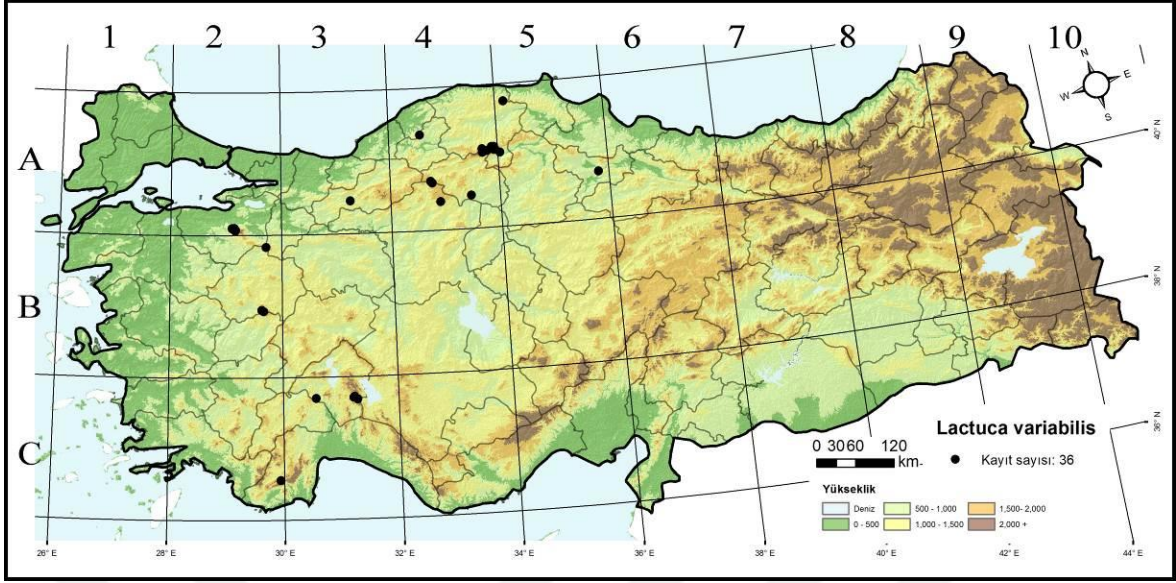 1 2 3 4 5 6 7 8 9 10
N
W E
S
A
B
C
40° N
38° N
36° N
Lactuca variabilis
Kayıt sayısı: 36
0 30 60 120
km
Yükseklik
Deniz 500 - 1,000 1,500- 2,000
0 - 500 1,000 - 1,500 2,000 +
26° E 28° E 30° E 32° E 34° E 36° E 38° E 40° E 42° E 44° E